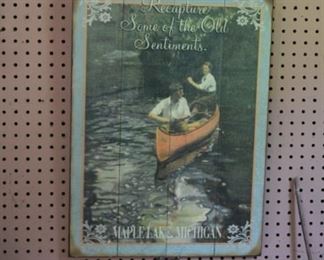 Recapture
Some of the Old
Sentiments.
MAPLE LAKE MICHIGAN